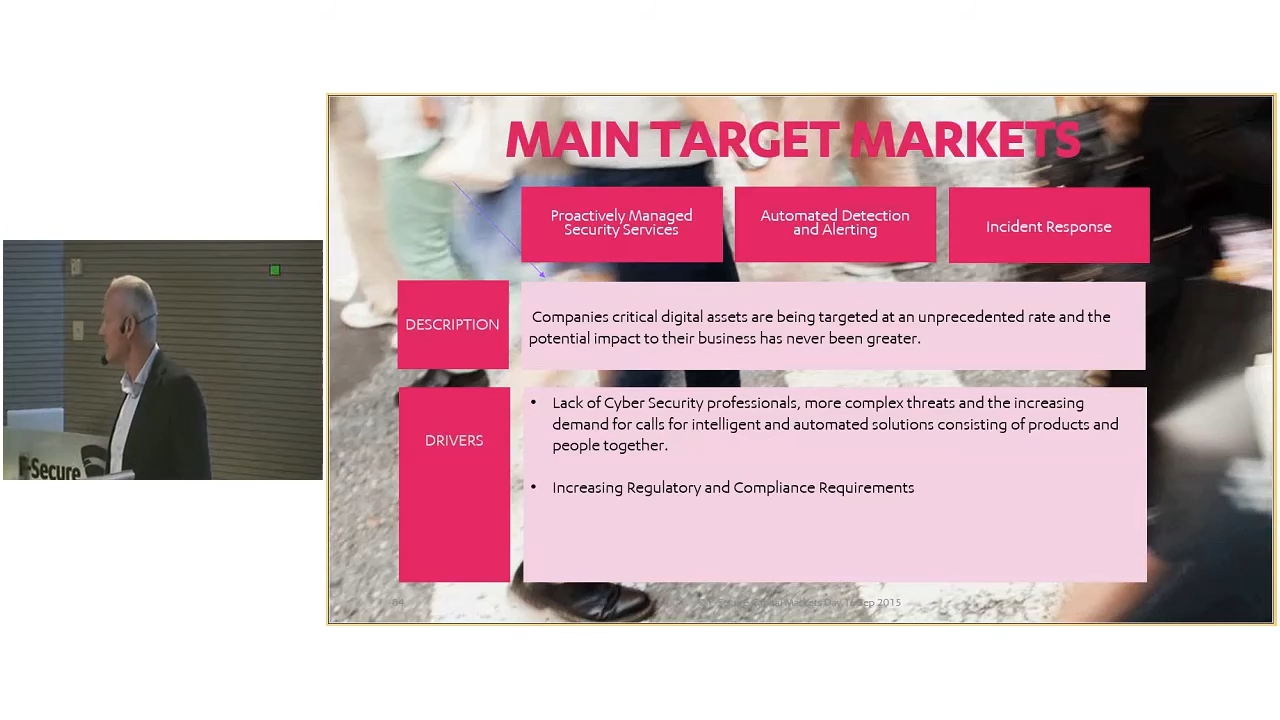 MAIN TARGET MARKETS
Proactively Managed
Security Services
Automated Detection
and Alerting
Incident Response
DESCRIPTION
Companies critical digital assets are being targeted at an unprecedented rate and the
potential impact to their business has never been greater.
DRIVERS
• Lack of Cyber Security professionals, more complex threats and the increasing
demand for calls for intelligent and automated solutions consisting of products and
people together.
• Increasing Regulatory and Compliance Requirements
84
Capital Markets Day, 16 Sep 2015
-Secure